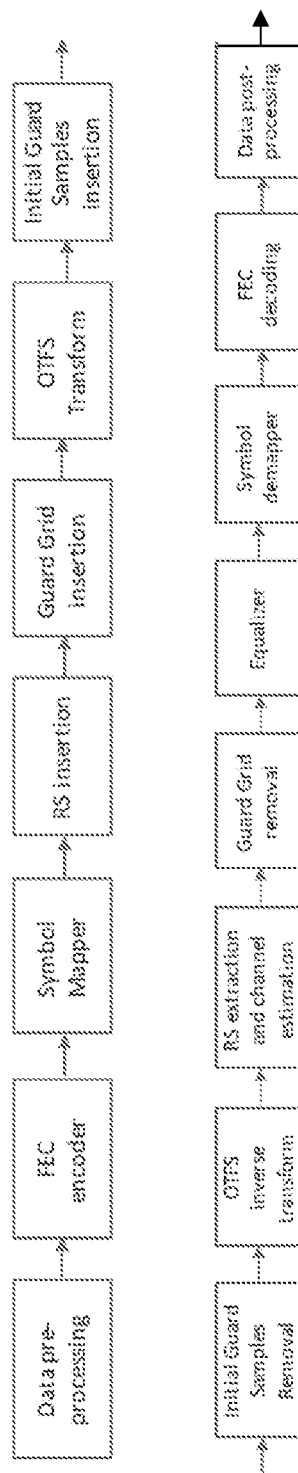 Data pre-
processing
FEC
encoder
Symbol
Mapper
RS insertion
Guard Grid
insertion
OTFS
Transform
Initial Guard
Samples
insertion
Initial Guard
Samples
Removal
OTFS
inverse
transform
RS extraction
and channel
estimation
Guard Grid
removal
Equalizer
Symbol
demapper
FEC
decoding
Data post-
processing